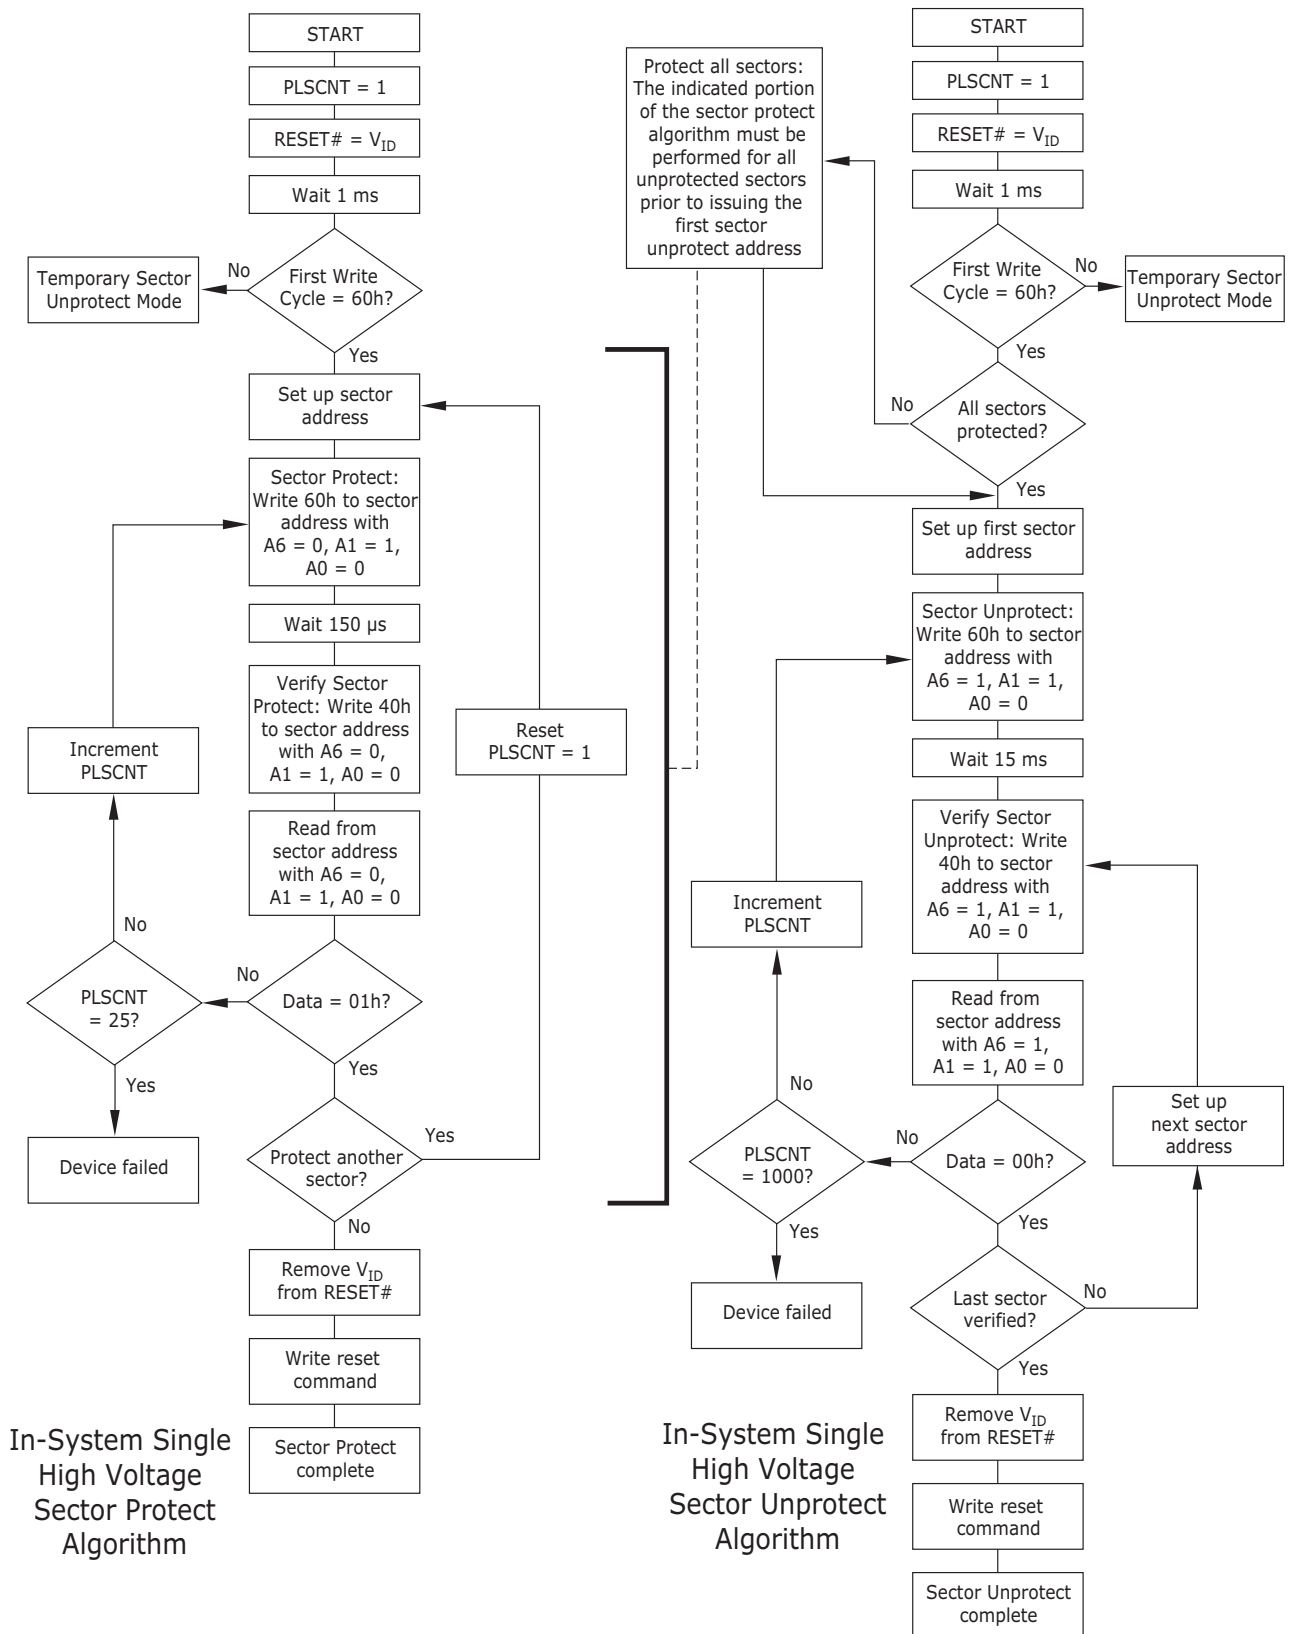 START
PLSCNT = 1
RESET# = VID
Wait 1 ms
First Write
Cycle = 60h?
No
Temporary Sector
Unprotect Mode
Yes
Set up sector
address
Sector Protect:
Write 60h to sector
address with
A6 = 0, A1 = 1,
A0 = 0
Wait 150 µs
Verify Sector
Protect: Write 40h
to sector address
with A6 = 0,
A1 = 1, A0 = 0
Reset
PLSCNT = 1
Increment
PLSCNT
Read from
sector address
with A6 = 0,
A1 = 1, A0 = 0
No
No
PLSCNT
= 25?
Data = 01h?
Yes
Yes
Device failed
Protect another
sector?
Yes
No
Remove VID
from RESET#
Write reset
command
Sector Protect
complete
In-System Single
High Voltage
Sector Protect
Algorithm
Protect all sectors:
The indicated portion
of the sector protect
algorithm must be
performed for all
unprotected sectors
prior to issuing the
first sector
unprotect address
START
PLSCNT = 1
RESET# = VID
Wait 1 ms
First Write
Cycle = 60h?
No
Temporary Sector
Unprotect Mode
Yes
No
All sectors
protected?
Yes
Set up first sector
address
Sector Unprotect:
Write 60h to sector
address with
A6 = 1, A1 = 1,
A0 = 0
Wait 15 ms
Verify Sector
Unprotect: Write
40h to sector
address with
A6 = 1, A1 = 1,
A0 = 0
Increment
PLSCNT
Read from
sector address
with A6 = 1,
A1 = 1, A0 = 0
No
Set up
next sector
address
No
PLSCNT
= 1000?
Data = 00h?
Yes
Yes
Device failed
Last sector
verified?
No
Yes
Remove VID
from RESET#
Write reset
command
Sector Unprotect
complete
In-System Single
High Voltage
Sector Unprotect
Algorithm